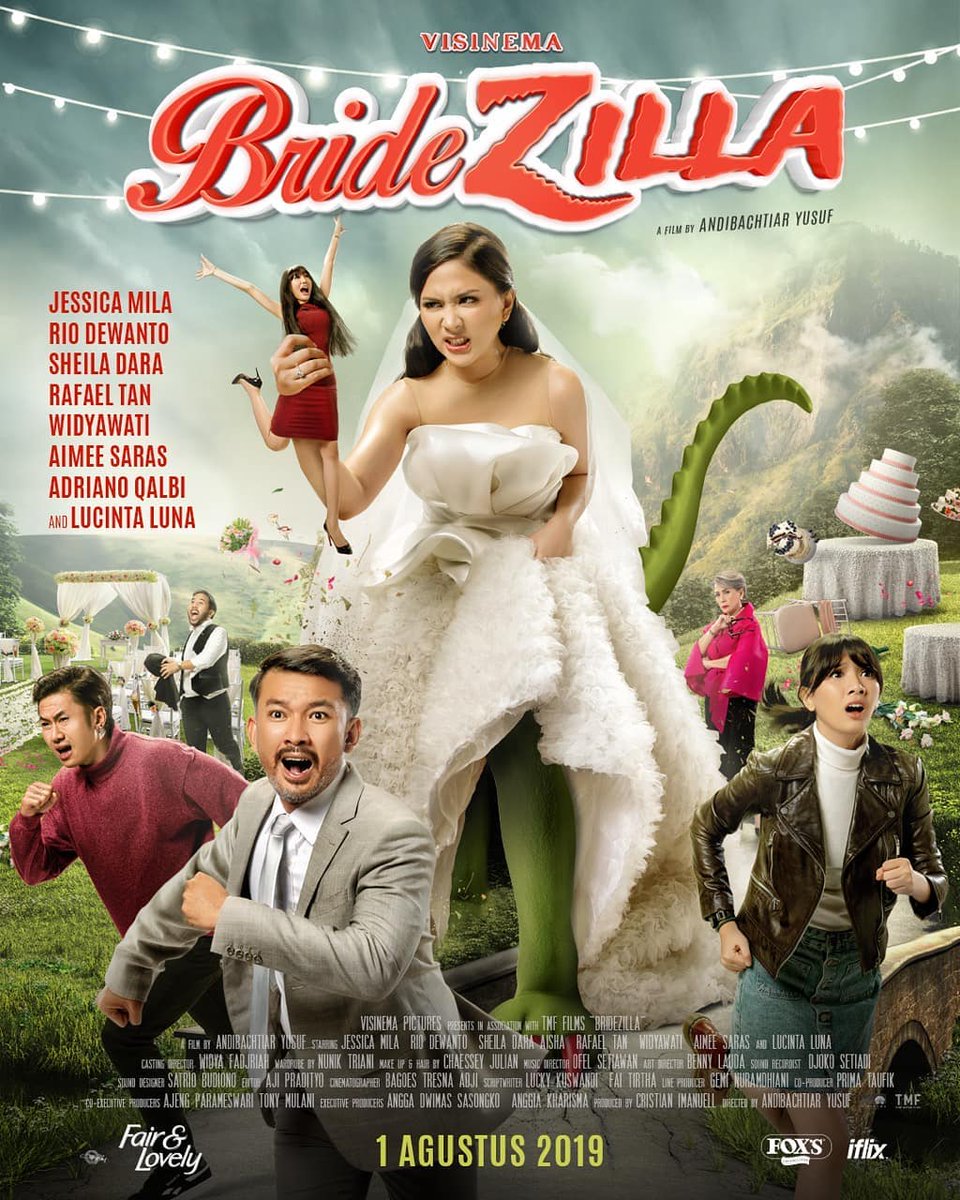 VISINEMA
BrideZILLA
A FILM BY ANDIBACHTIAR YUSUF
JESSICA MILA
RIO DEWANTO
SHEILA DARA
RAFAEL TAN
WIDYAWATI
AIMEE SARAS
ADRIANO QALBI
AND LUCINTA LUNA
VISINEMA PICTURES PRESENTS IN ASSOCIATION WITH TMF FILMS "BRIDEZILLA"
A FILM BY ANDIBACHTIAR YUSUF STARRING JESSICA MILA RIO DEWANTO SHEILA DARA AISHA RAFAEL TAN WIDYAWATI AIMEE SARAS AND LUCINTA LUNA
CASTING DIRECTOR WIDYA FADJRIAH WARDROBE BY NUNIK TRIANI MAKE UP & HAIR BY CHAESSEY JULIAN MUSIC DIRECTOR OFEL SETIAWAN ART DIRECTOR BENNY LAUDA SOUND RECORDIST DJOKO SETIADI
SOUND DESIGNER SATRIO BUDIONO EDITOR AJI PRADITYO CINEMATOGRAPHER BAGOES TRESNA ADJI SCRIPTWRITER LUCKY KUSWANDI FAI TIRTHA LINE PRODUCER GEMI NURAMDHIANI CO-PRODUCER PRIMA TAUFIK
CO-EXECUTIVE PRODUCERS AJENG PARAMESWARI TONY MULANI EXECUTIVE PRODUCERS ANGGA DWIMAS SASONGKO ANGGIA KHARISMA PRODUCED BY CRISTIAN IMANUELL DIRECTED BY ANDIBACHTIAR YUSUF
TMF
Fair & Lovely
1 AGUSTUS 2019
FOX'S
iflix